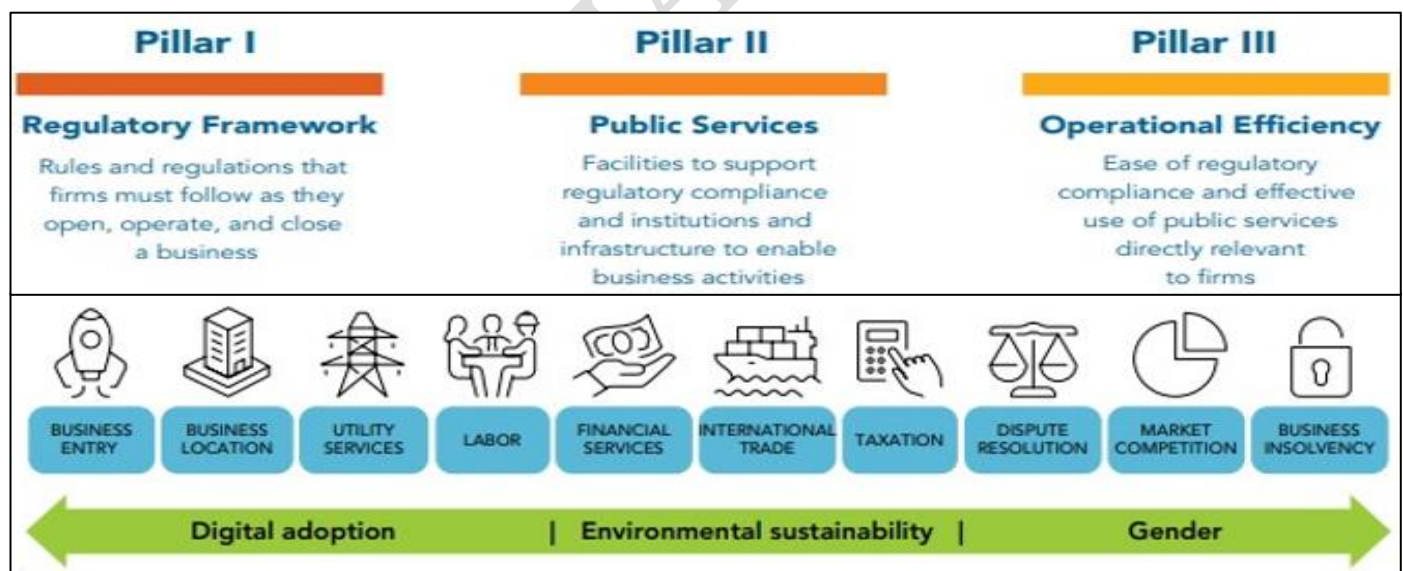 Pillar I
Pillar II
Pillar III
Regulatory Framework
Public Services
Operational Efficiency
Rules and regulations that
firms must follow as they
open, operate, and close
a business
Facilities to support
regulatory compliance
and institutions and
infrastructure to enable
business activities
Ease of regulatory
compliance and effective
use of public services
directly relevant
to firms
BUSINESS
ENTRY
BUSINESS
LOCATION
UTILITY
SERVICES
LABOR
FINANCIAL
SERVICES
INTERNATIONAL
TRADE
TAXATION
DISPUTE
RESOLUTION
MARKET
COMPETITION
BUSINESS
INSOLVENCY
Digital adoption | Environmental sustainability | Gender